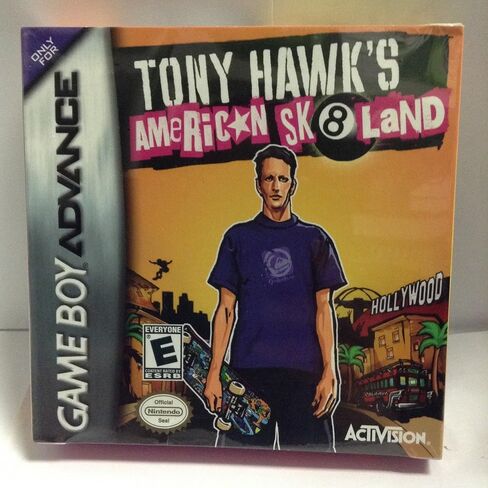 ONLY
FOR
GAME BOY ADVANCE
TONY HAWK'S
AMERICAN SK8LAND
HOLLYWOOD
EVERYONE
E
CONTENT RATED BY
ESRB
Official
Nintendo
Seal
ACTIVISION